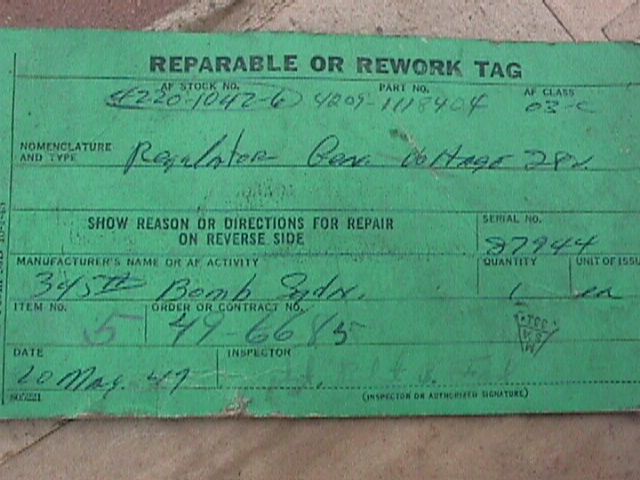 REPARABLE OR REWORK TAG
AF STOCK NO. PART NO. AF CLASS
4220-1042-6 4209-1118404 03-C
NOMENCLATURE AND TYPE Regulator Gen. Voltage 28v.
SHOW REASON OR DIRECTIONS FOR REPAIR
ON REVERSE SIDE
SERIAL NO.
27944
MANUFACTURER'S NAME OR AF ACTIVITY QUANTITY UNIT OF ISSU
345th Bomb Sqdn. 1 ea
ITEM NO. ORDER OR CONTRACT NO.
5 49-6685
DATE INSPECTOR
20 May 49
(INSPECTOR OR AUTHORIZED SIGNATURE)